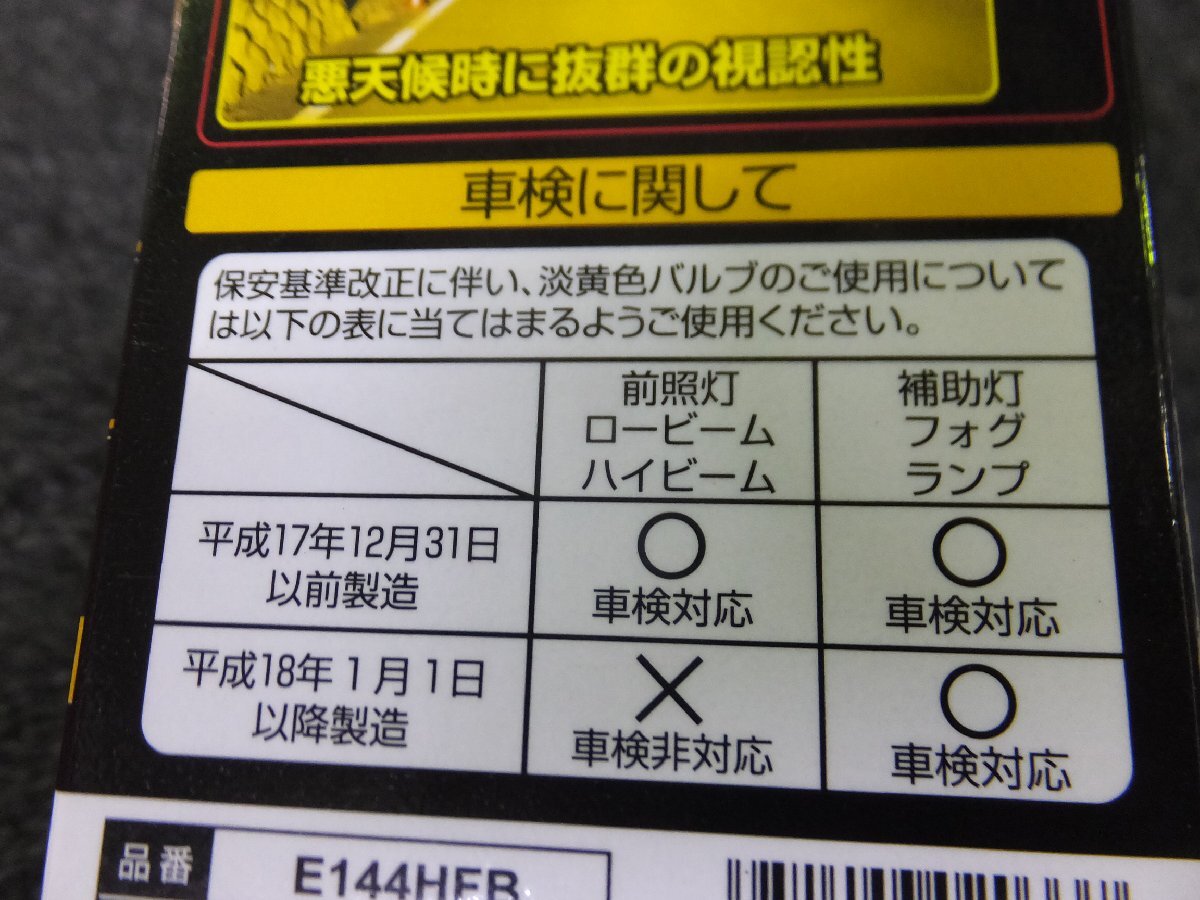 悪天候時に抜群の視認性
車検に関して
保安基準改正に伴い、淡黄色バルブのご使用について
は以下の表に当てはまるようご使用ください。
前照灯
ロービーム
ハイビーム
補助灯
フォグ
ランプ
平成17年12月31日
以前製造
○
車検対応
○
車検対応
平成18年1月1日
以降製造
×
車検非対応
○
車検対応
品番
E144HFB